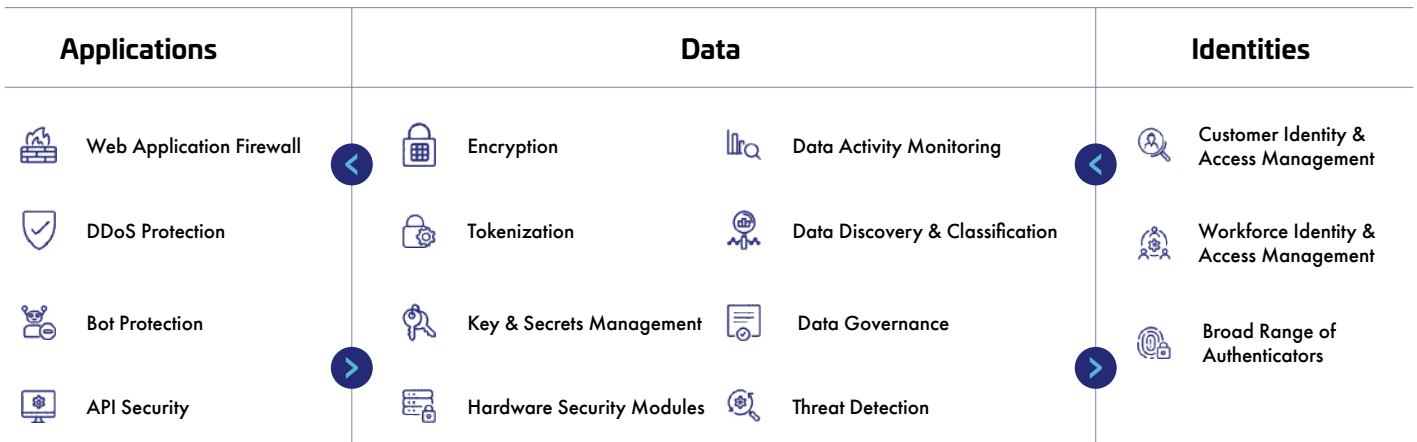 Applications
Data
Identities
Web Application Firewall
DDoS Protection
Bot Protection
API Security
Encryption
Tokenization
Key & Secrets Management
Hardware Security Modules
Data Activity Monitoring
Data Discovery & Classification
Data Governance
Threat Detection
Customer Identity &
Access Management
Workforce Identity &
Access Management
Broad Range of
Authenticators